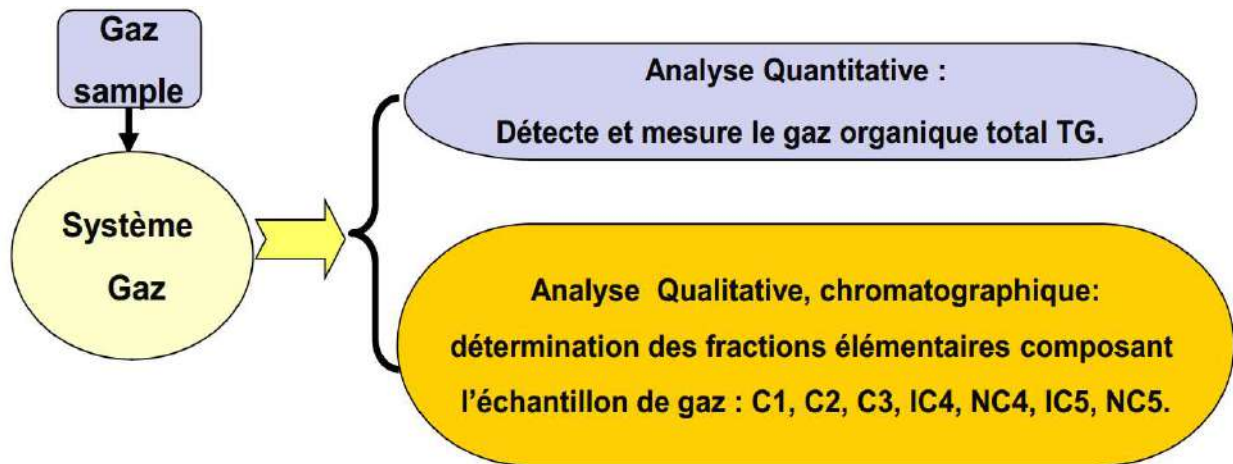 Gaz
sample
Système
Gaz
Analyse Quantitative :
Détecte et mesure le gaz organique total TG.
Analyse Qualitative, chromatographique:
détermination des fractions élémentaires composant
l’échantillon de gaz : C1, C2, C3, IC4, NC4, IC5, NC5.